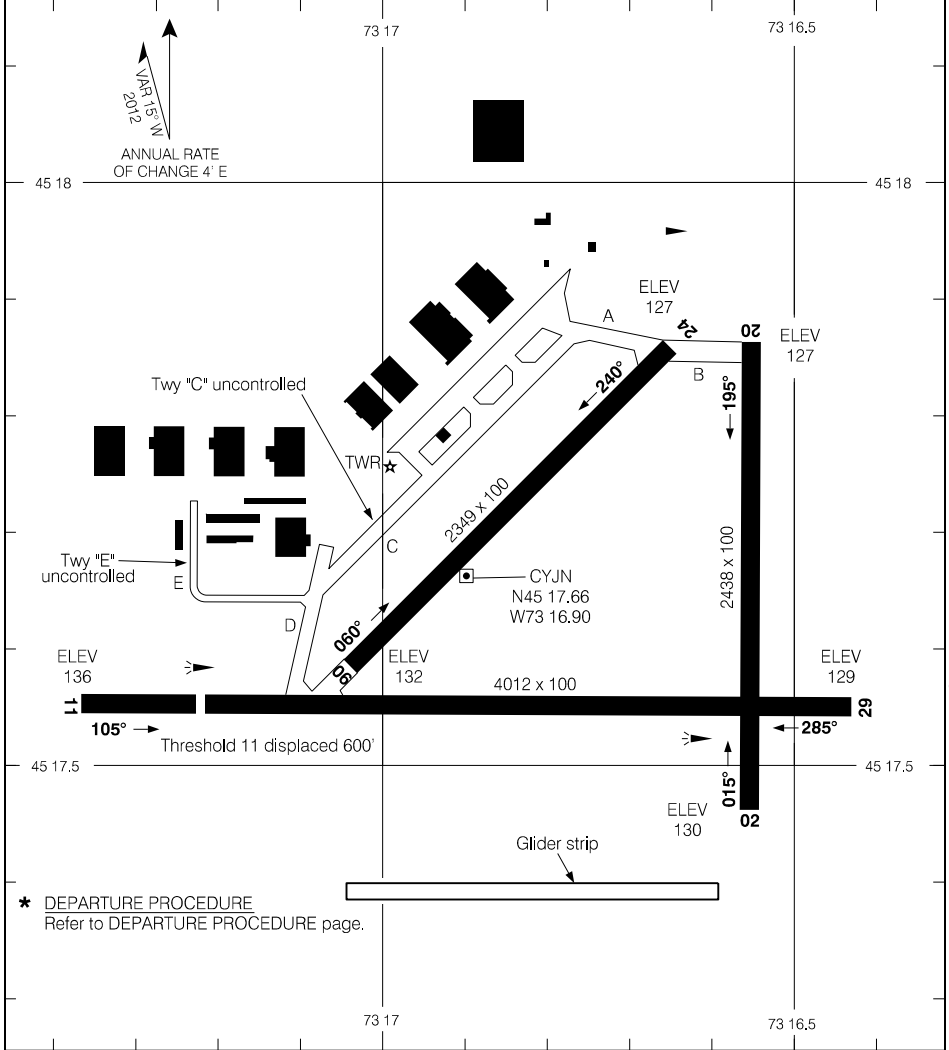 73 17
73 16.5
VAR 15° W
2012
ANNUAL RATE
OF CHANGE 4' E
45 18
45 18
ELEV
127
A
24
20
ELEV
127
B
Twy "C" uncontrolled
240°
195°
TWR
2349 x 100
C
2438 x 100
Twy "E"
uncontrolled
E
CYJN
N45 17.66
W73 16.90
D
060°
06
ELEV
136
ELEV
132
ELEV
129
4012 x 100
11
29
105°
285°
Threshold 11 displaced 600'
45 17.5
45 17.5
015°
ELEV
130
02
Glider strip
* DEPARTURE PROCEDURE
Refer to DEPARTURE PROCEDURE page.
73 17
73 16.5